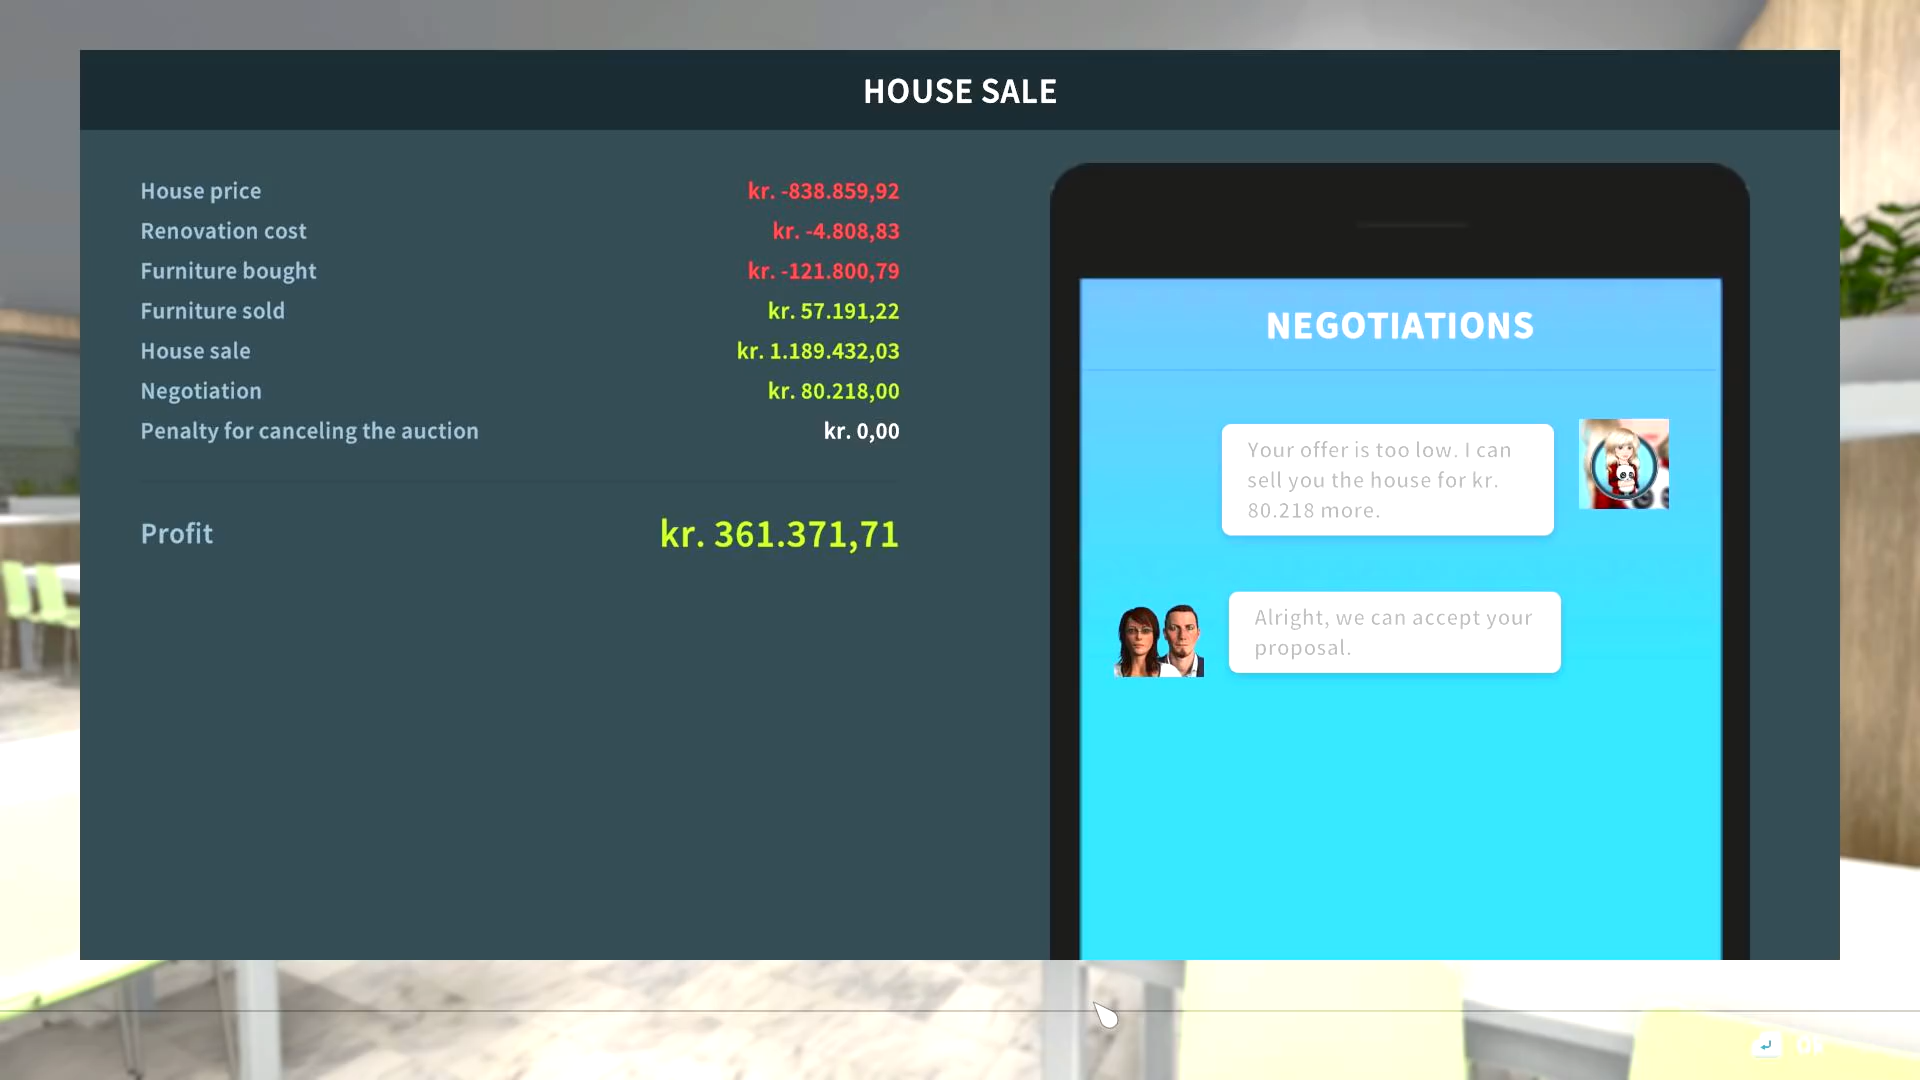 HOUSE SALE
House price kr. -838.859,92
Renovation cost kr. -4.808,83
Furniture bought kr. -121.800,79
Furniture sold kr. 57.191,22
House sale kr. 1.189.432,03
Negotiation kr. 80.218,00
Penalty for canceling the auction kr. 0,00
Profit kr. 361.371,71
NEGOTIATIONS
Your offer is too low. I can
sell you the house for kr.
80.218 more.
Alright, we can accept your
proposal.
OK